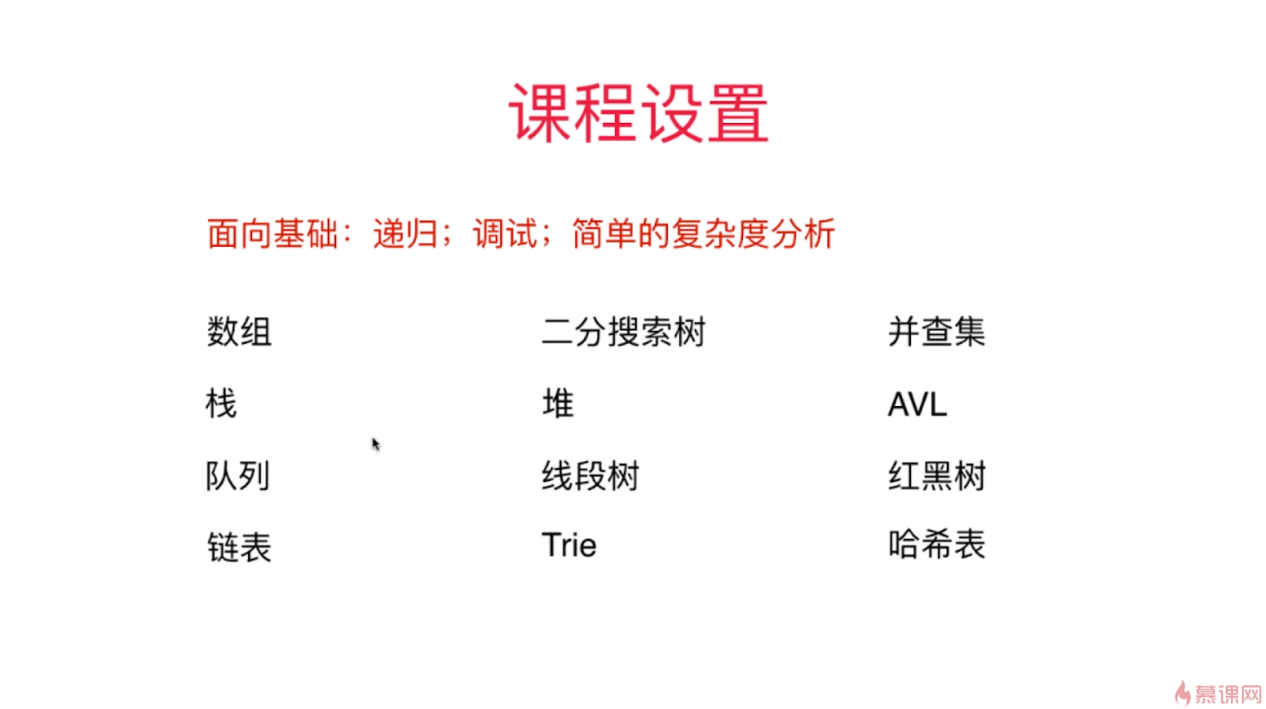 课程设置
面向基础：递归；调试；简单的复杂度分析
数组 二分搜索树 并查集
栈 堆 AVL
队列 线段树 红黑树
链表 Trie 哈希表
慕课网